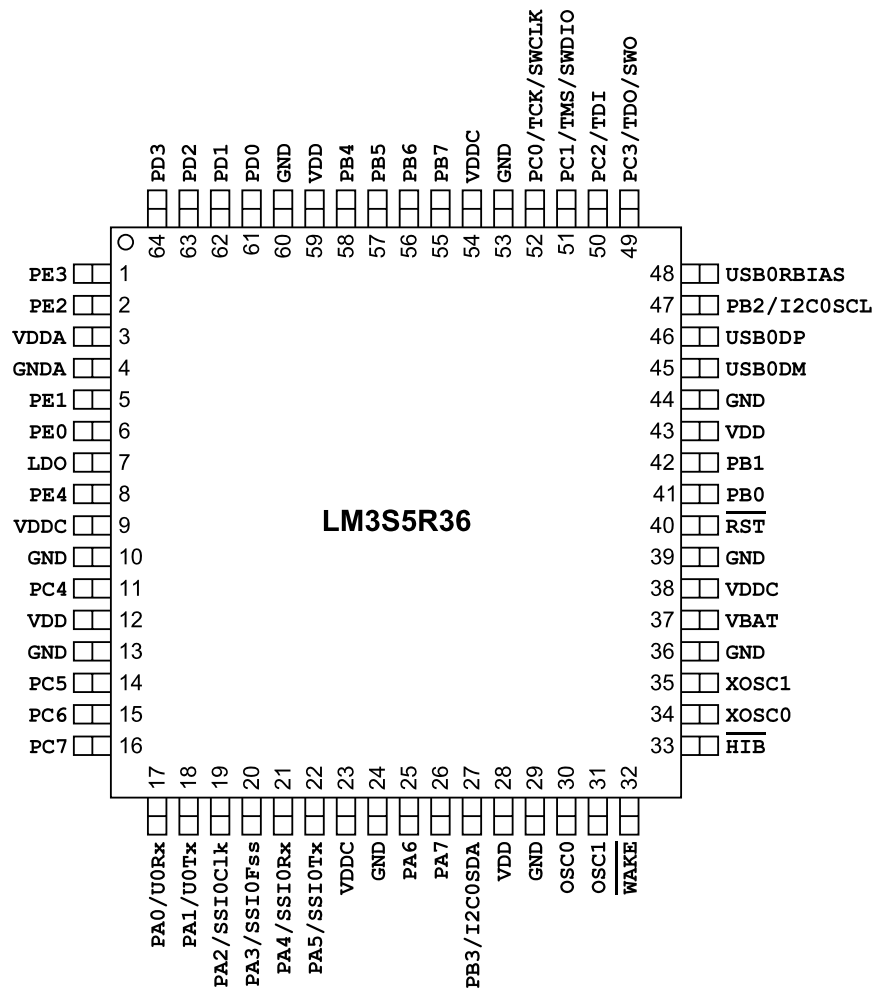 PD3
PD2
PD1
PD0
GND
VDD
PB4
PB5
PB6
PB7
VDDC
GND
PC0/TCK/SWCLK
PC1/TMS/SWDIO
PC2/TDI
PC3/TDO/SWO
64
63
62
61
60
59
58
57
56
55
54
53
52
51
50
49
PE3 1
PE2 2
VDDA 3
GNDA 4
PE1 5
PE0 6
LDO 7
PE4 8
VDDC 9
GND 10
PC4 11
VDD 12
GND 13
PC5 14
PC6 15
PC7 16
LM3S5R36
48 USB0RBIAS
47 PB2/I2C0SCL
46 USB0DP
45 USB0DM
44 GND
43 VDD
42 PB1
41 PB0
40 RST
39 GND
38 VDDC
37 VBAT
36 GND
35 XOSC1
34 XOSC0
33 HIB
17
18
19
20
21
22
23
24
25
26
27
28
29
30
31
32
PA0/U0Rx
PA1/U0Tx
PA2/SSI0Clk
PA3/SSI0Fss
PA4/SSI0Rx
PA5/SSI0Tx
VDDC
GND
PA6
PA7
PB3/I2C0SDA
VDD
GND
OSC0
OSC1
WAKE